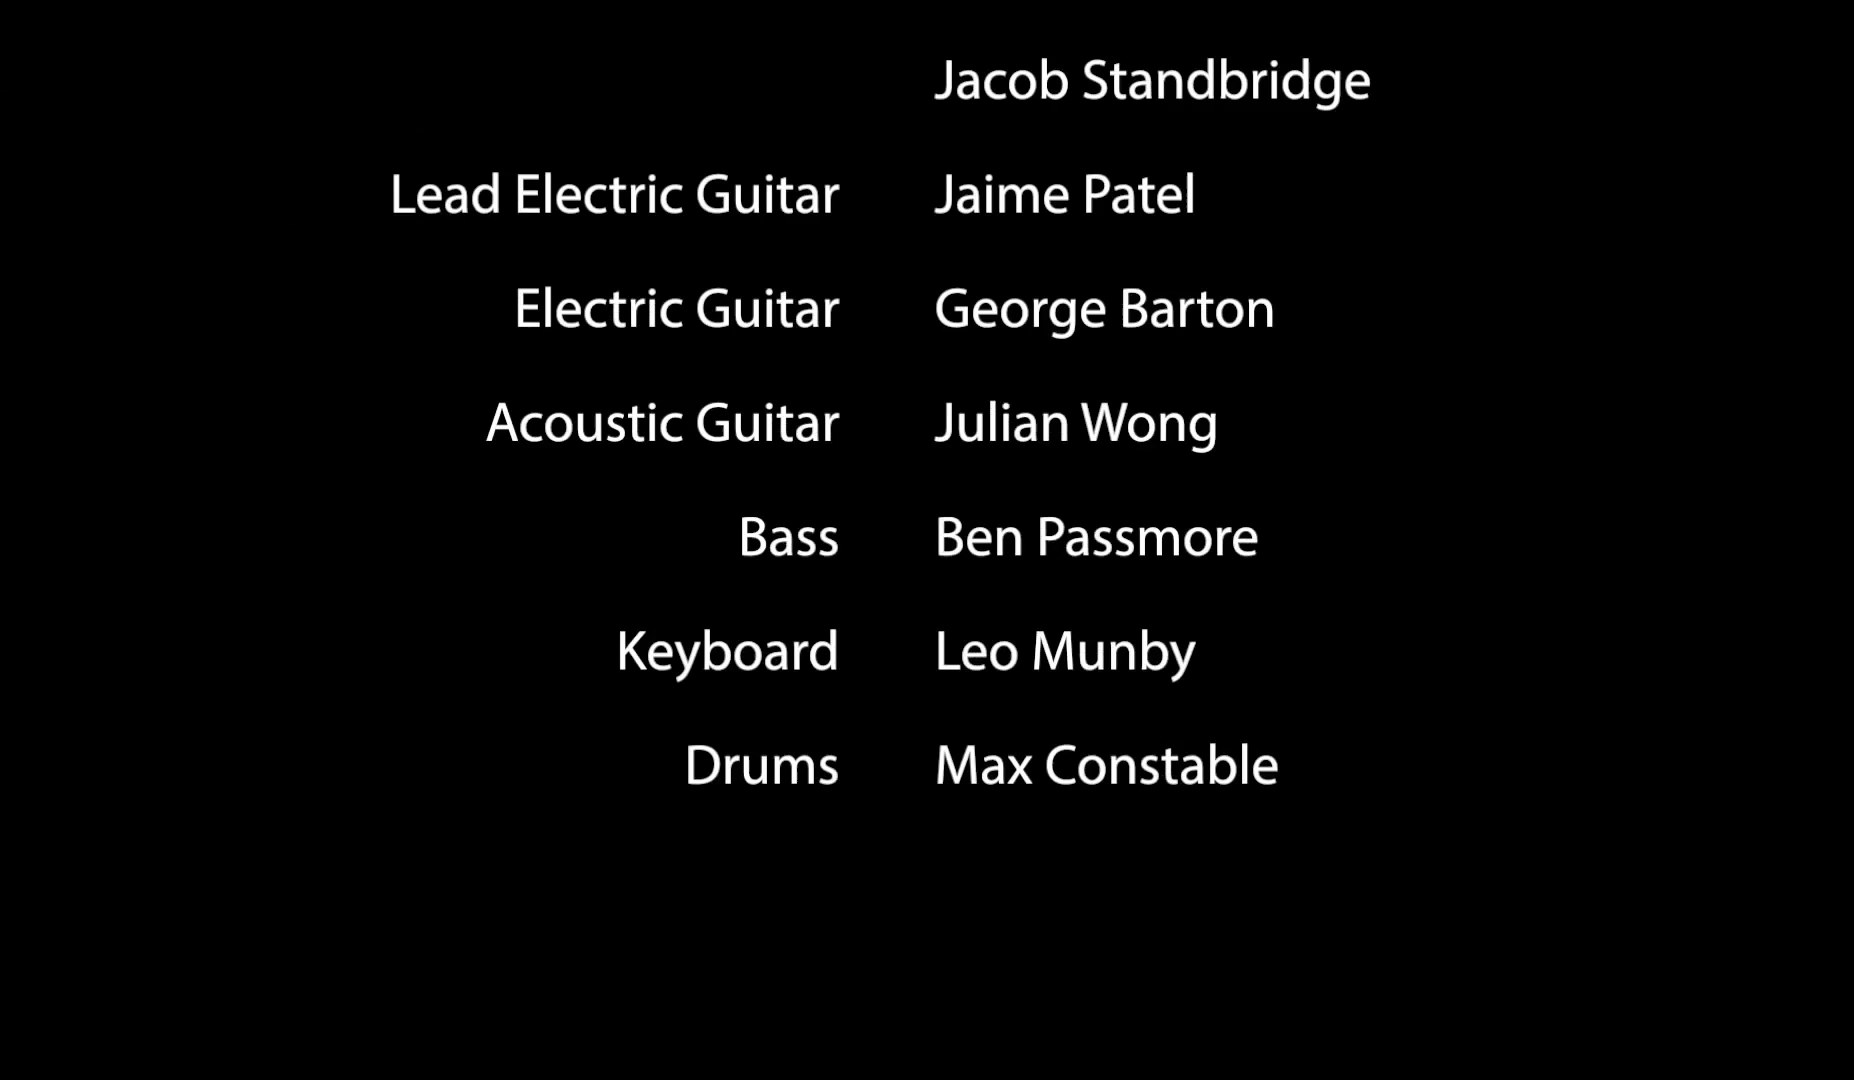 Jacob Standbridge
Lead Electric Guitar Jaime Patel
Electric Guitar George Barton
Acoustic Guitar Julian Wong
Bass Ben Passmore
Keyboard Leo Munby
Drums Max Constable